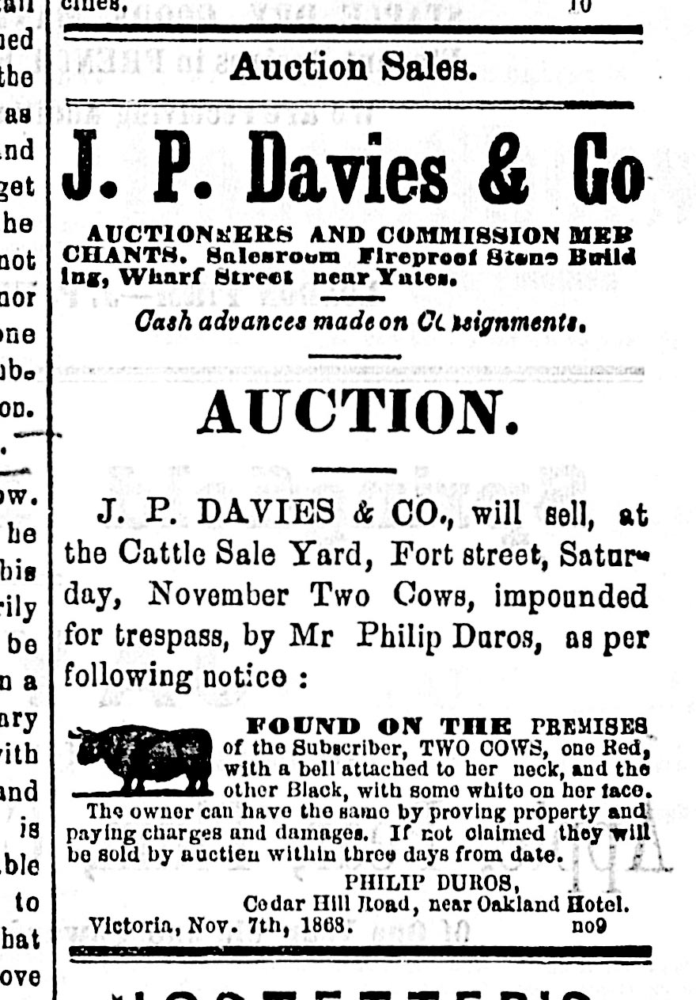 cines. 10
Auction Sales.
J. P. Davies & Co
AUCTIONEERS AND COMMISSION MER
CHANTS. Salesroom Fireproof Stone Build
ing, Wharf Street near Yates.
Cash advances made on Consignments.
AUCTION.
J. P. DAVIES & CO., will sell, at
the Cattle Sale Yard, Fort street, Satur-
day, November Two Cows, impounded
for trespass, by Mr Philip Duros, as per
following notice :
FOUND ON THE PREMISES
of the Subscriber, TWO COWS, one Red,
with a bell attached to her neck, and the
other Black, with some white on her face.
The owner can have the same by proving property and
paying charges and damages. If not claimed they will
be sold by auction within three days from date.
PHILIP DUROS,
Cedar Hill Road, near Oakland Hotel.
Victoria, Nov. 7th, 1868. no9
HOSTETTER'S
ned
the
as
and
get
he
not
nor
one
on.
ow.
he
his
rily
be
n a
ary
with
and
is
ble
to
hat
ove